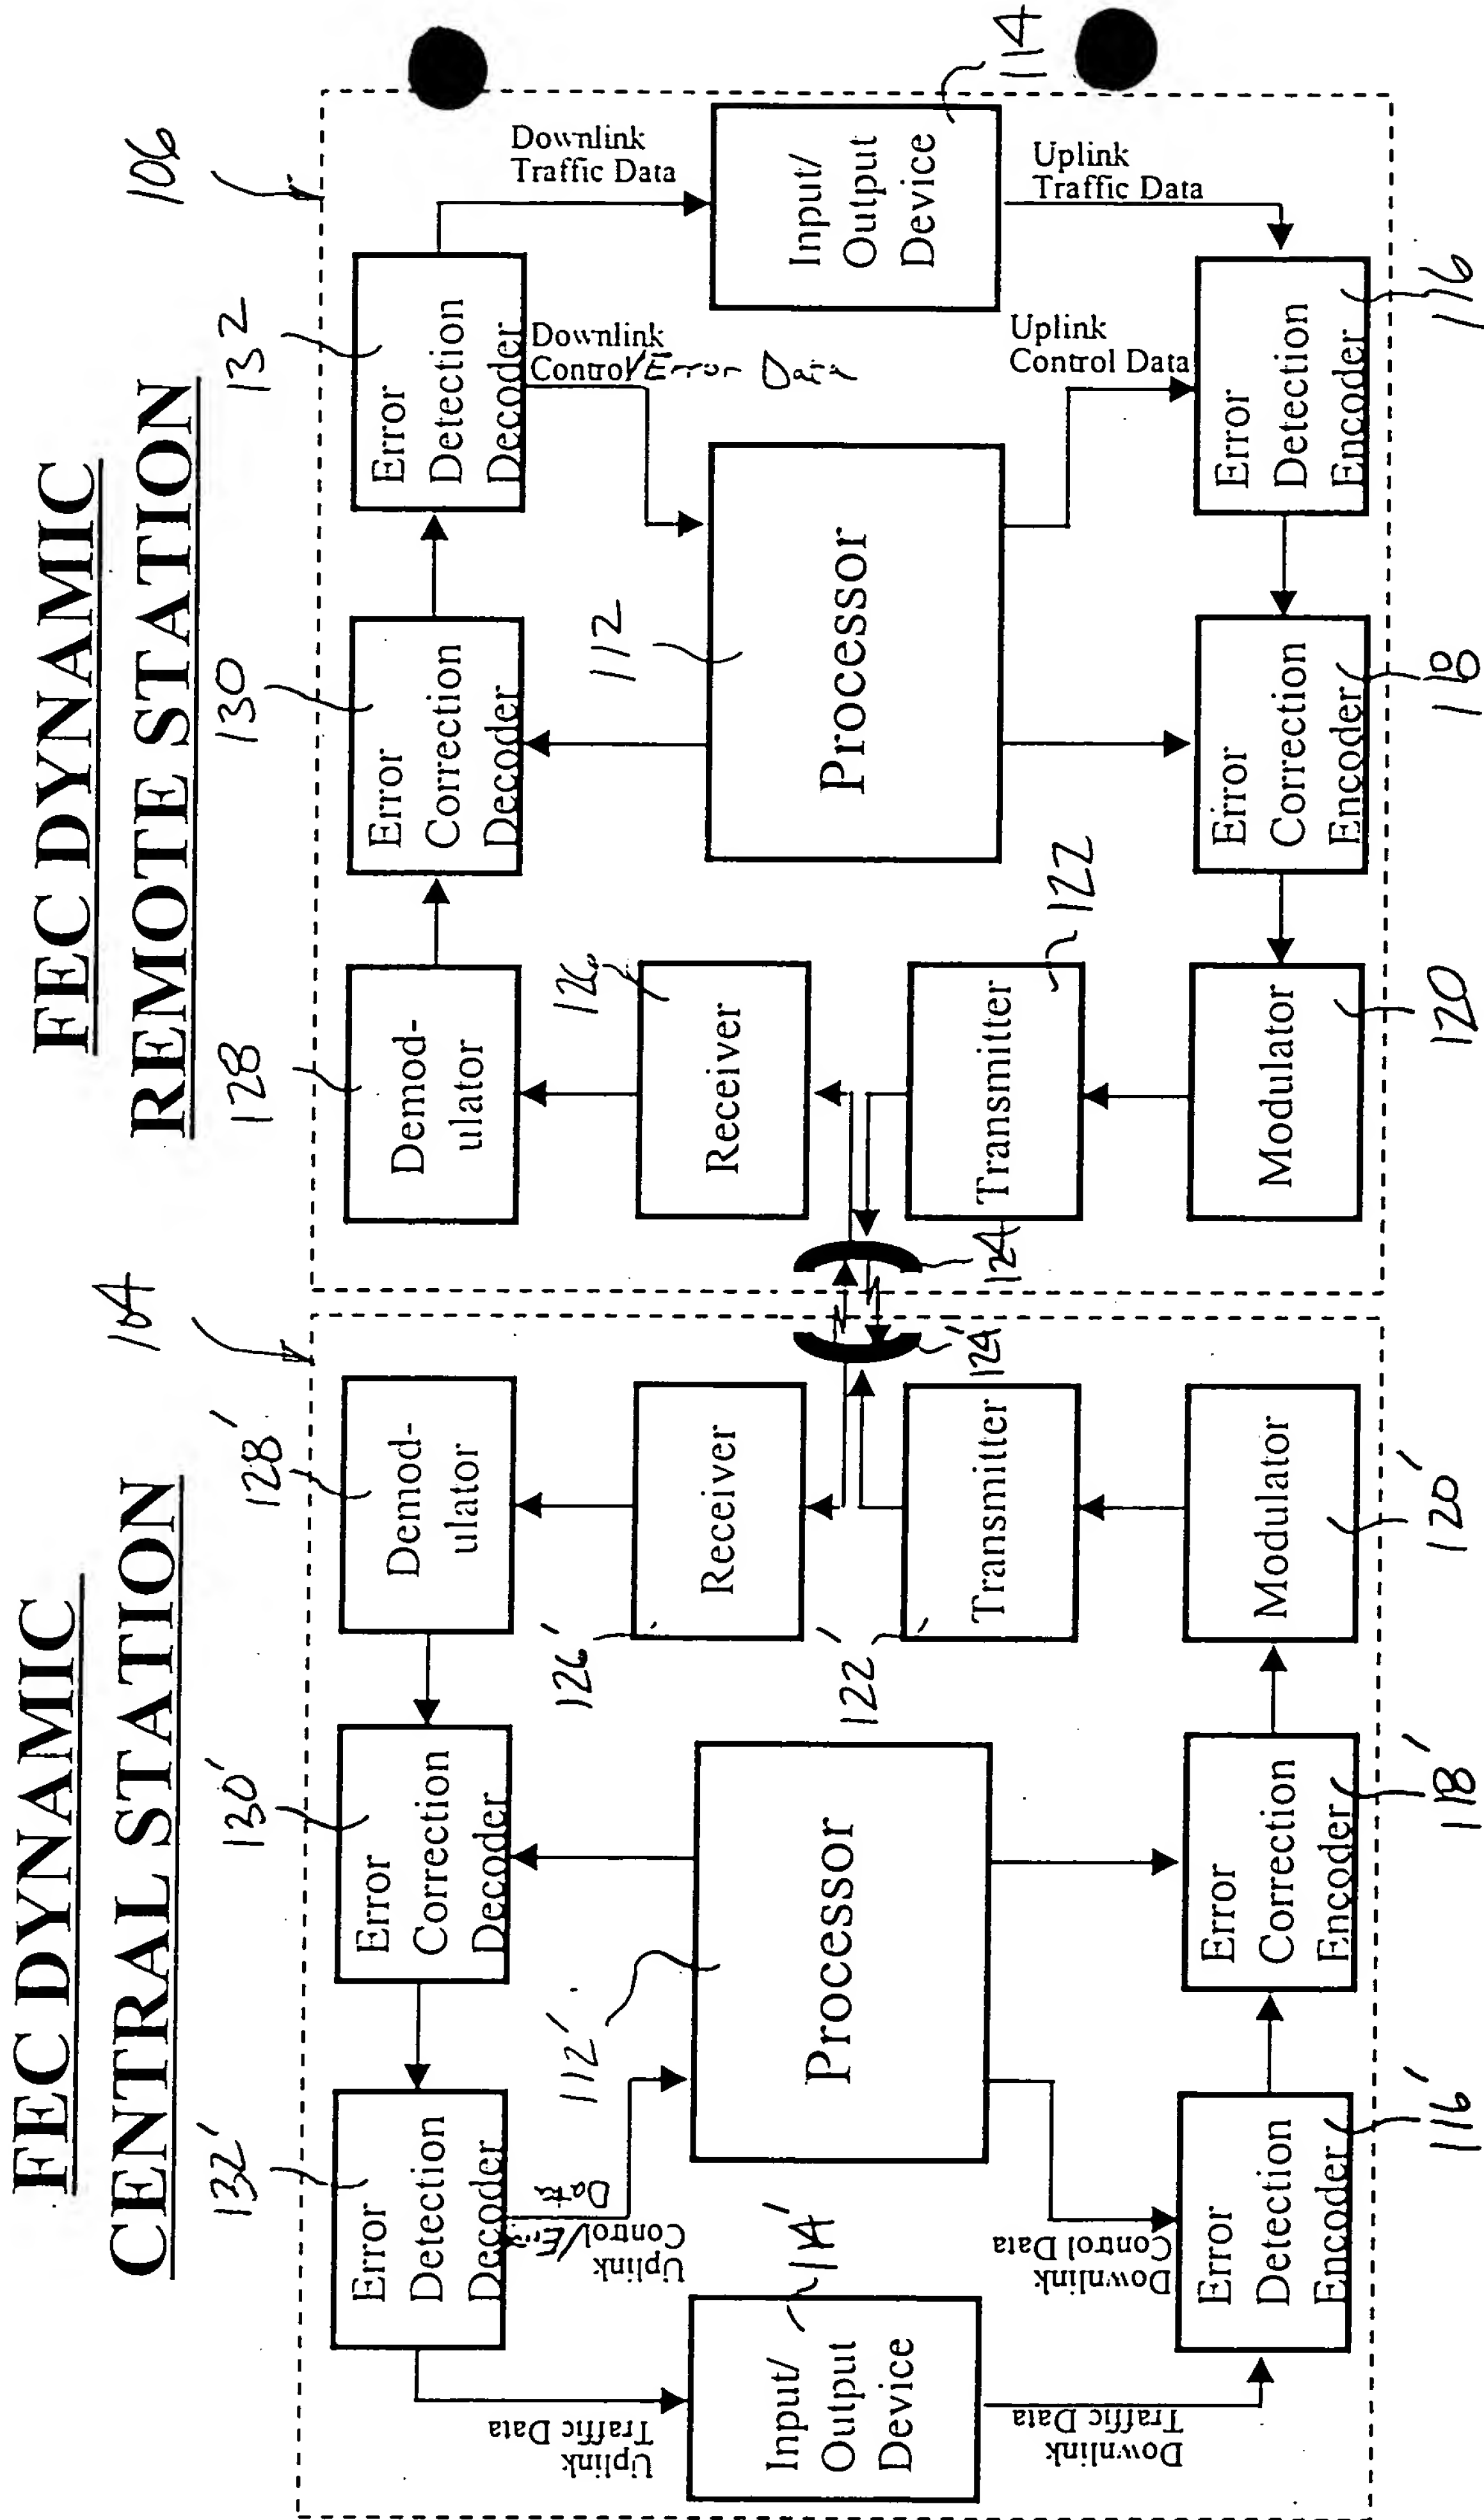 FEC DYNAMIC
CENTRAL STATION
104
132'
130'
128'
Error
Detection
Decoder
Error
Correction
Decoder
Demod-
ulator
Uplink
Traffic Data
Uplink
Control/Error
Data
112'
126'
Receiver
Input/
Output
Device
114'
Processor
122'
Transmitter
124'
Downlink
Traffic Data
Downlink
Control Data
Error
Detection
Encoder
Error
Correction
Encoder
Modulator
116'
118'
120'
FEC DYNAMIC
REMOTE STATION
106
128
130
132
Demod-
ulator
Error
Correction
Decoder
Error
Detection
Decoder
Downlink
Traffic Data
Downlink
Control/Error Data
126
Receiver
112
Processor
Input/
Output
Device
114
124
Transmitter
122
Uplink
Control Data
Uplink
Traffic Data
Modulator
Error
Correction
Encoder
Error
Detection
Encoder
120
118
116